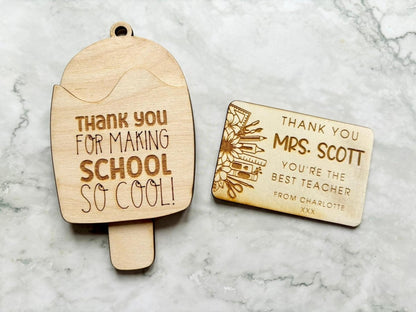 THANK YOU
FOR MAKING
SCHOOL
SO COOL!
THANK YOU
MRS. SCOTT
YOU'RE THE
BEST TEACHER
FROM CHARLOTTE
XXX